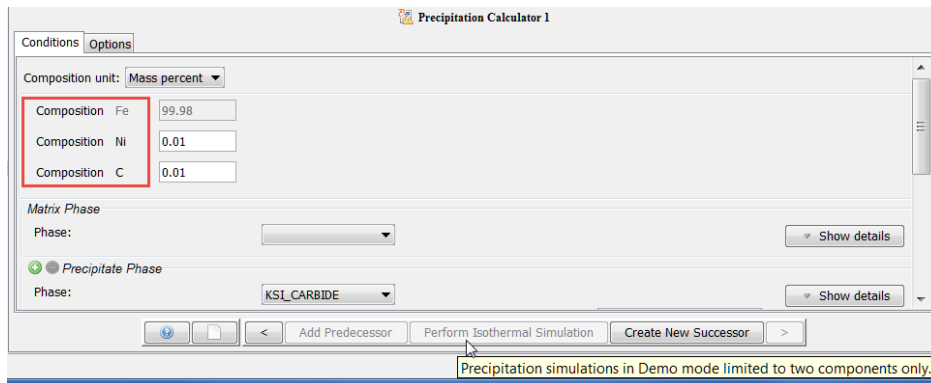 Precipitation Calculator 1
Conditions Options
Composition unit: Mass percent
Composition Fe 99.98
Composition Ni 0.01
Composition C 0.01
Matrix Phase
Phase: Show details
Precipitate Phase
Phase: KSI_CARBIDE Show details
< Add Predecessor Perform Isothermal Simulation Create New Successor >
Precipitation simulations in Demo mode limited to two components only.